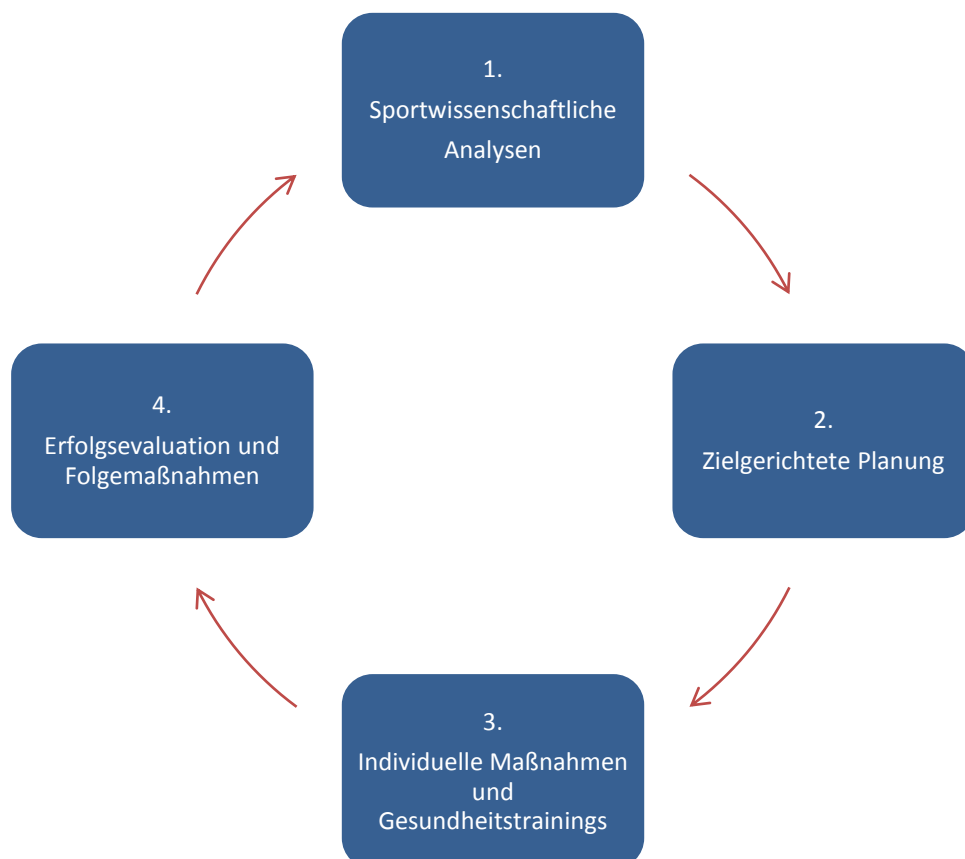 1.
Sportwissenschaftliche
Analysen
2.
Zielgerichtete Planung
3.
Individuelle Maßnahmen
und
Gesundheitstrainings
4.
Erfolgsevaluation und
Folgemaßnahmen